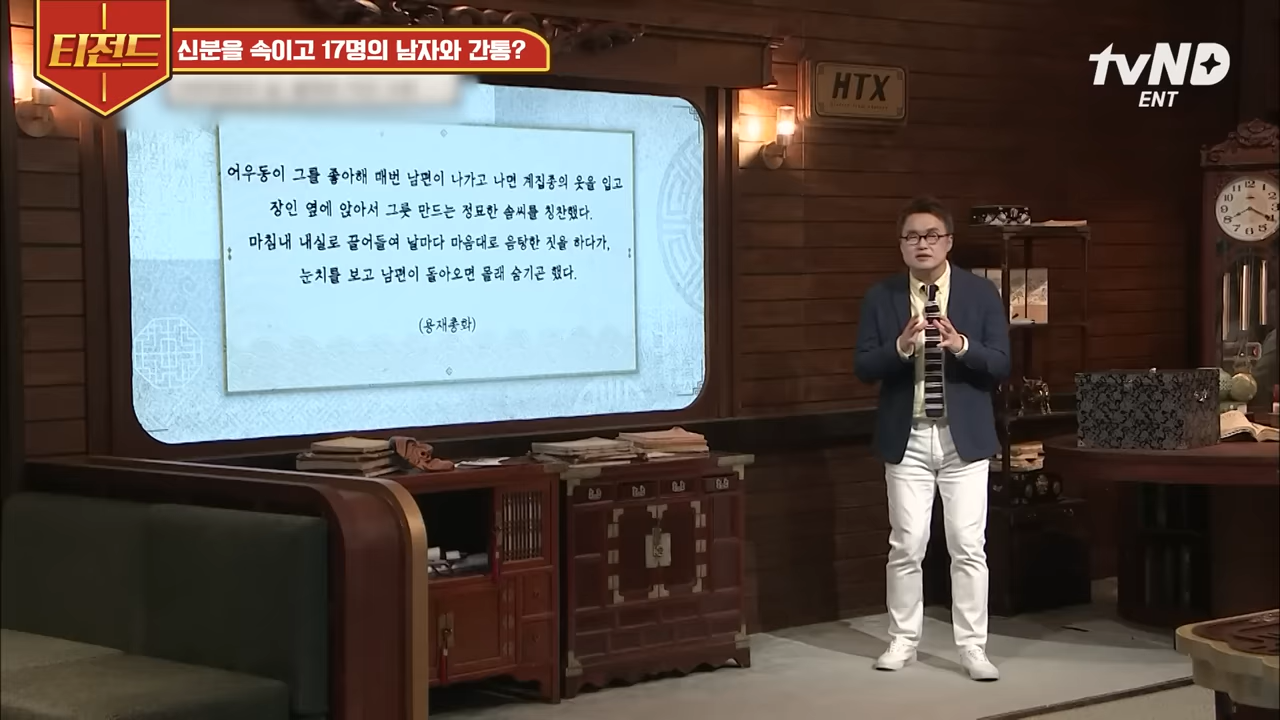 티전드
신분을 속이고 17명의 남자와 간통?
tvND
ENT
HTX
어우동이 그를 좋아해 매번 남편이 나가고 나면 계집종의 옷을 입고
장인 옆에 앉아서 그릇 만드는 정묘한 솜씨를 칭찬했다.
마침내 내실로 끌어들여 날마다 마음대로 음탕한 짓을 하다가,
눈치를 보고 남편이 돌아오면 몰래 숨기곤 했다.
(용재총화)